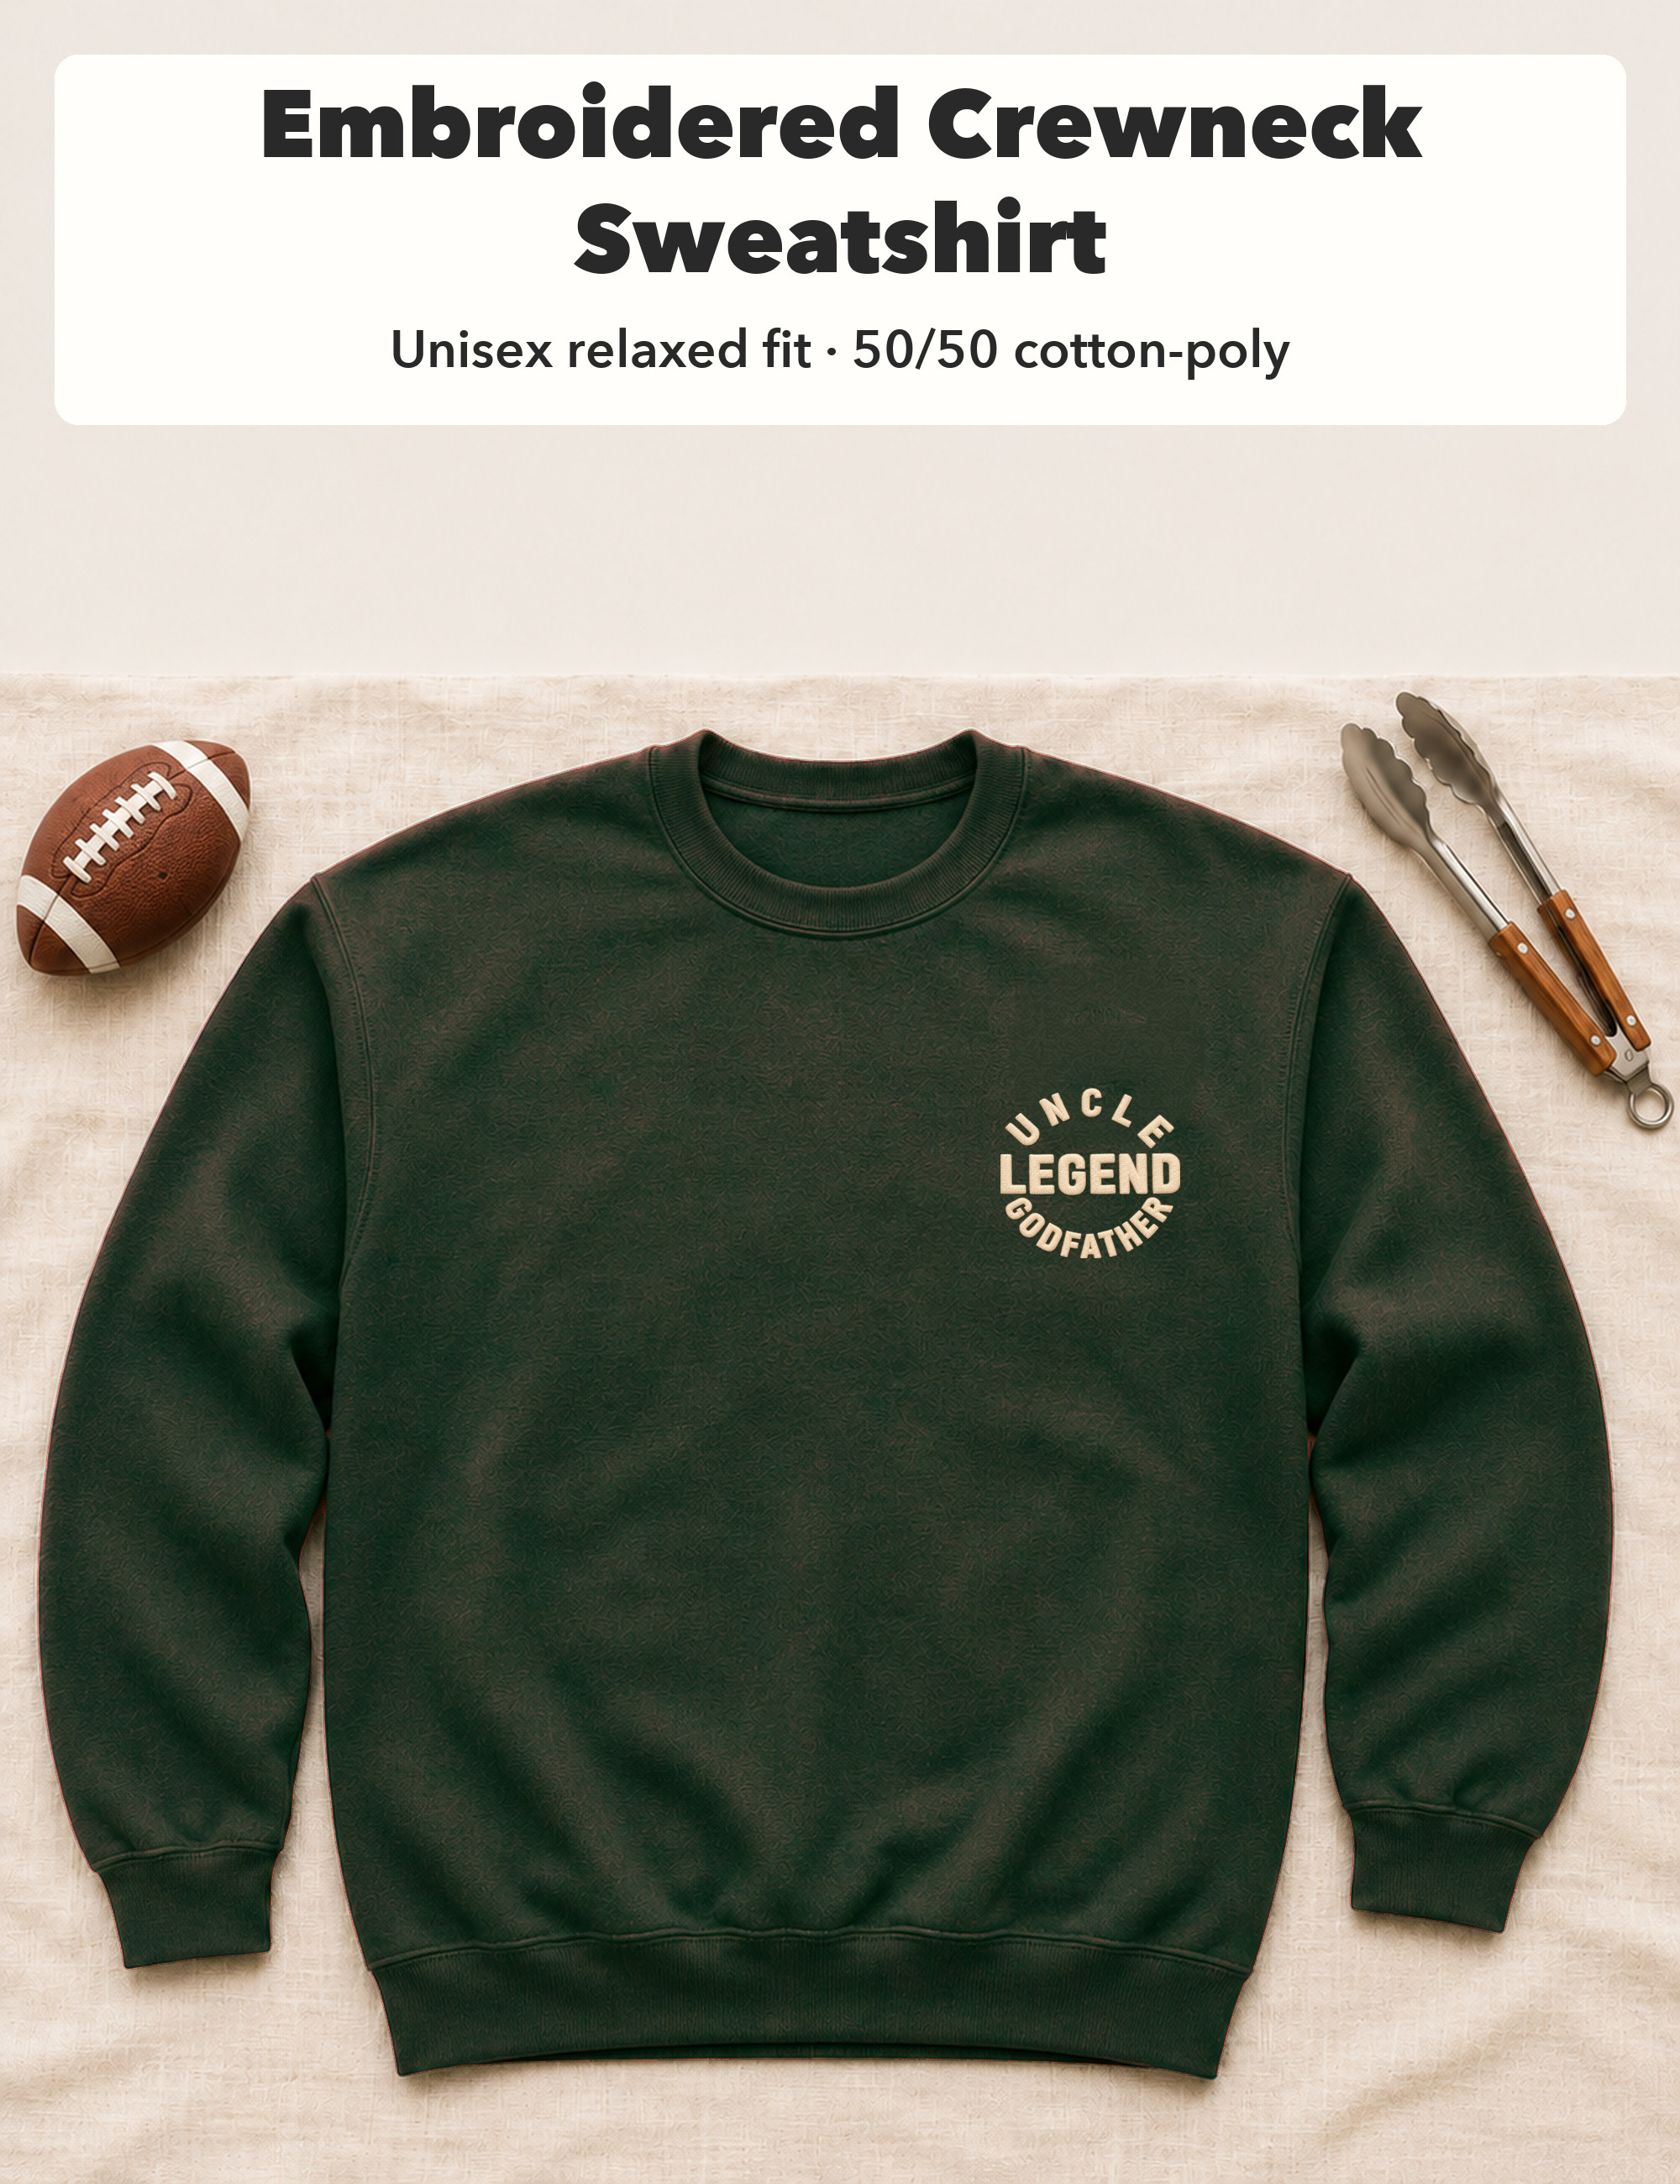 Embroidered Crewneck
Sweatshirt
Unisex relaxed fit · 50/50 cotton-poly
UNCLE
LEGEND
GODFATHER